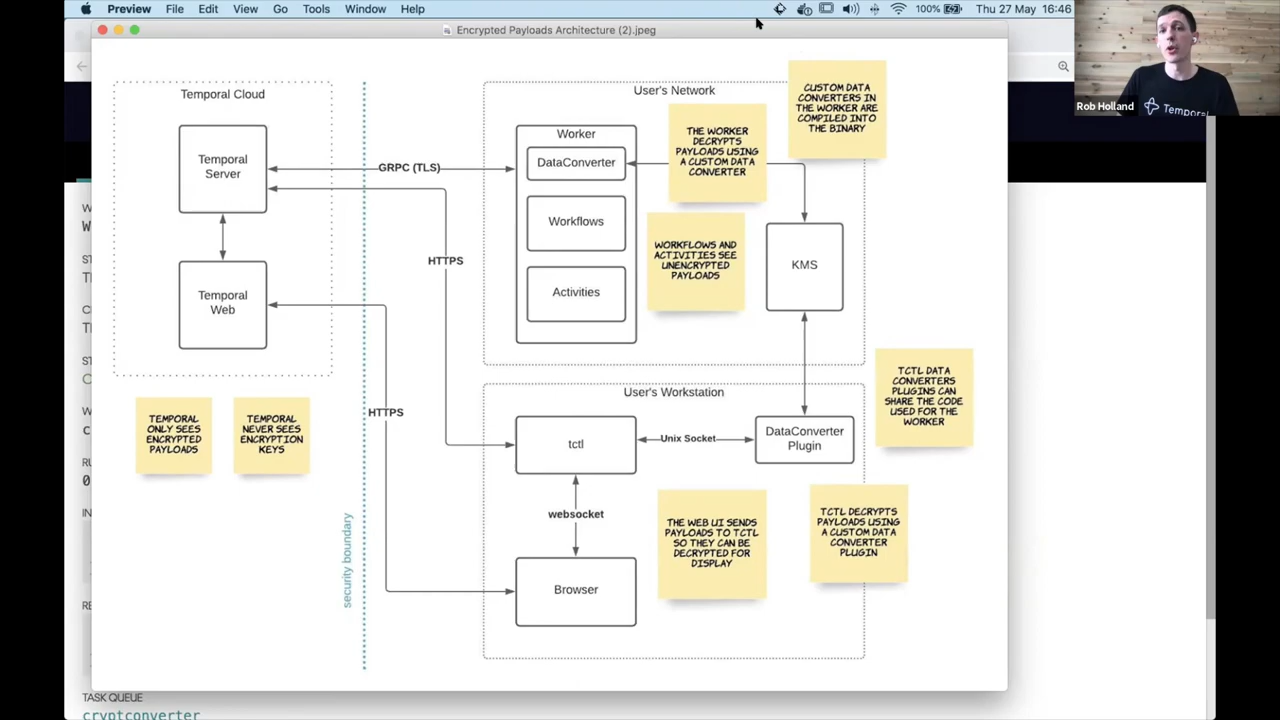 Preview File Edit View Go Tools Window Help 100% Thu 27 May 16:46
Encrypted Payloads Architecture (2).jpeg
Rob Holland
Temporal
Temporal Cloud
Temporal
Server
Temporal
Web
TEMPORAL
ONLY SEES
ENCRYPTED
PAYLOADS
TEMPORAL
NEVER SEES
ENCRYPTION
KEYS
security boundary
GRPC (TLS)
HTTPS
HTTPS
User's Network
Worker
DataConverter
Workflows
Activities
THE WORKER
DECRYPTS
PAYLOADS USING
A CUSTOM DATA
CONVERTER
CUSTOM DATA
CONVERTERS IN
THE WORKER ARE
COMPILED INTO
THE BINARY
WORKFLOWS AND
ACTIVITIES SEE
UNENCRYPTED
PAYLOADS
KMS
User's Workstation
tctl
Unix Socket
DataConverter
Plugin
TCTL DATA
CONVERTERS
PLUGINS CAN
SHARE THE CODE
USED FOR THE
WORKER
websocket
Browser
THE WEB UI SENDS
PAYLOADS TO TCTL
SO THEY CAN BE
DECRYPTED FOR
DISPLAY
TCTL DECRYPTS
PAYLOADS USING
A CUSTOM DATA
CONVERTER
PLUGIN
TASK QUEUE
cryptconverter